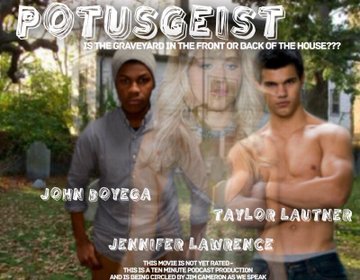 POTUSGEIST
IS THE GRAVEYARD IN THE FRONT OR BACK OF THE HOUSE???
JOHN BOYEGA
TAYLOR LAUTNER
JENNIFER LAWRENCE
THIS MOVIE IS NOT YET RATED-
THIS IS A TEN MINUTE PODCAST PRODUCTION
AND IS BEING CIRCLED BY JIM CAMERON AS WE SPEAK